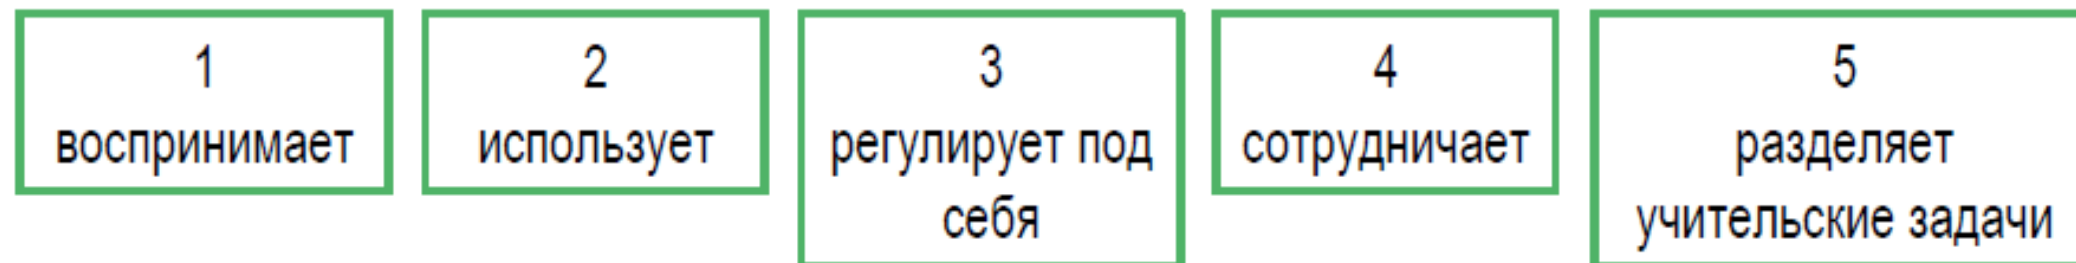 1
воспринимает
2
использует
3
регулирует под
себя
4
сотрудничает
5
разделяет
учительские задачи